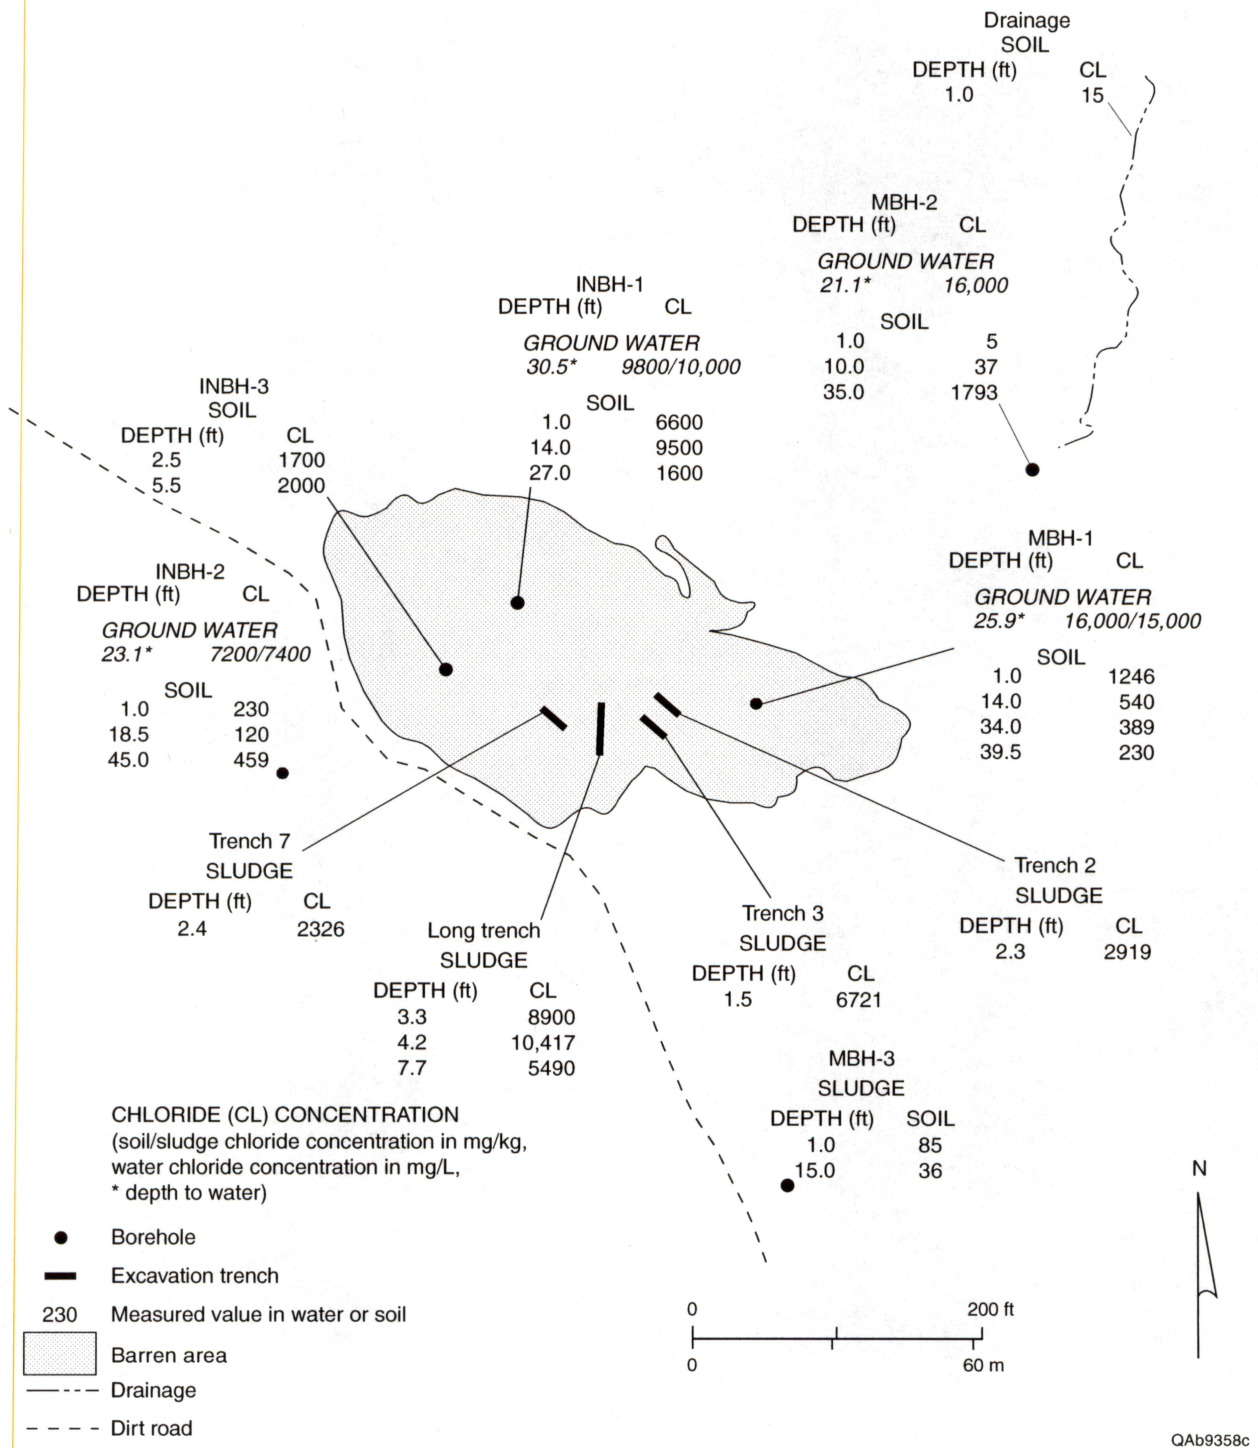 Drainage
SOIL
DEPTH (ft) CL
1.0 15
MBH-2
DEPTH (ft) CL
GROUND WATER
21.1* 16,000
SOIL
1.0 5
10.0 37
35.0 1793
INBH-1
DEPTH (ft) CL
GROUND WATER
30.5* 9800/10,000
SOIL
1.0 6600
14.0 9500
27.0 1600
INBH-3
SOIL
DEPTH (ft) CL
2.5 1700
5.5 2000
INBH-2
DEPTH (ft) CL
GROUND WATER
23.1* 7200/7400
SOIL
1.0 230
18.5 120
45.0 459
MBH-1
DEPTH (ft) CL
GROUND WATER
25.9* 16,000/15,000
SOIL
1.0 1246
14.0 540
34.0 389
39.5 230
Trench 7
SLUDGE
DEPTH (ft) CL
2.4 2326
Long trench
SLUDGE
DEPTH (ft) CL
3.3 8900
4.2 10,417
7.7 5490
Trench 3
SLUDGE
DEPTH (ft) CL
1.5 6721
Trench 2
SLUDGE
DEPTH (ft) CL
2.3 2919
MBH-3
SLUDGE
DEPTH (ft) SOIL
1.0 85
15.0 36
CHLORIDE (CL) CONCENTRATION
(soil/sludge chloride concentration in mg/kg,
water chloride concentration in mg/L,
* depth to water)
Borehole
Excavation trench
230 Measured value in water or soil
Barren area
Drainage
Dirt road
N
0 200 ft
0 60 m
QAb9358c